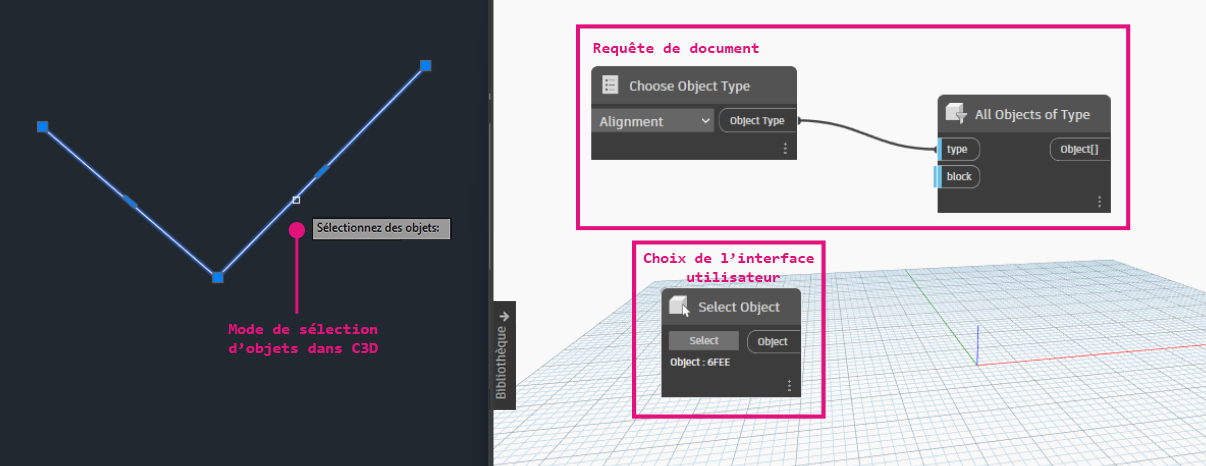 Sélectionnez des objets:
Mode de sélection
d'objets dans C3D
Bibliothèque
Requête de document
Choose Object Type
Alignment
Object Type
All Objects of Type
type
Object[]
block
Choix de l'interface
utilisateur
Select Object
Select
Object
Object : 6FEE